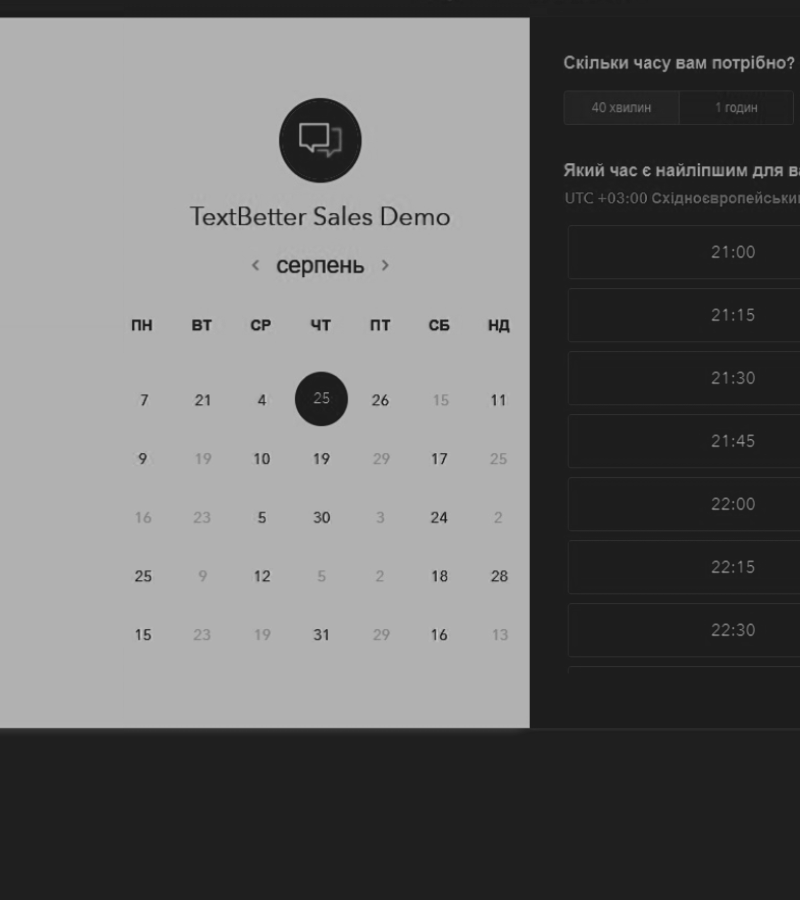 TextBetter Sales Demo
‹ серпень ›
ПН ВТ СР ЧТ ПТ СБ НД
7 21 4 25 26 15 11
9 19 10 19 29 17 25
16 23 5 30 3 24 2
25 9 12 5 2 18 28
15 23 19 31 29 16 13
Скільки часу вам потрібно?
40 хвилин 1 годин
Який час є найліпшим для
UTC +03:00
21:00
21:15
21:30
21:45
22:00
22:15
22:30